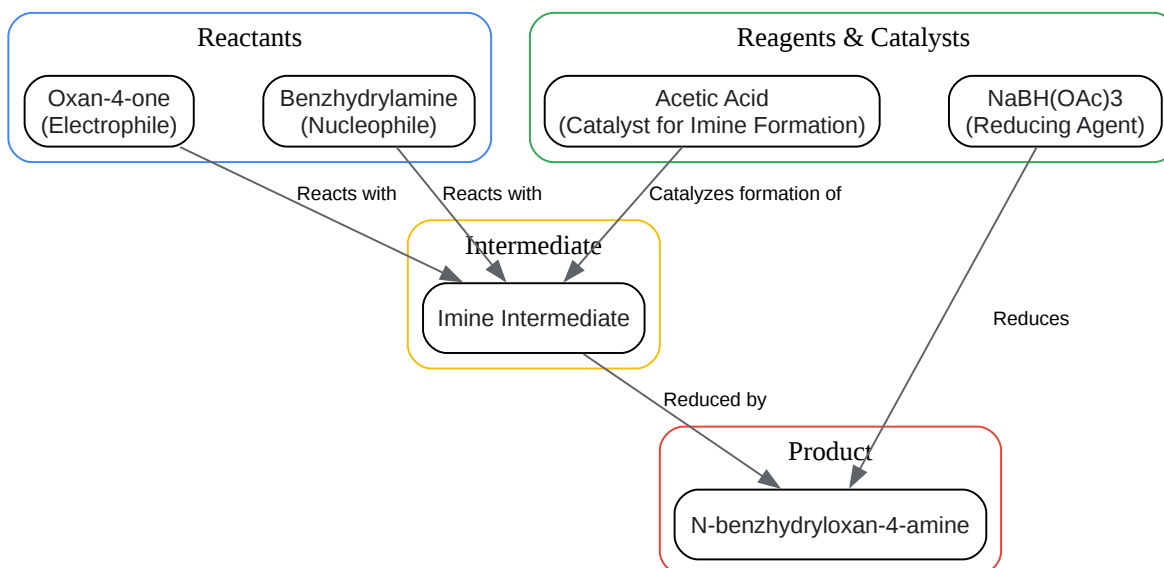 Reactants
Reagents & Catalysts
Oxan-4-one
(Electrophile)
Benzhydrylamine
(Nucleophile)
Acetic Acid
(Catalyst for Imine Formation)
NaBH(OAc)3
(Reducing Agent)
Reacts with
Reacts with
Catalyzes formation of
Intermediate
Imine Intermediate
Reduces
Reduced by
Product
N-benzhydryloxan-4-amine